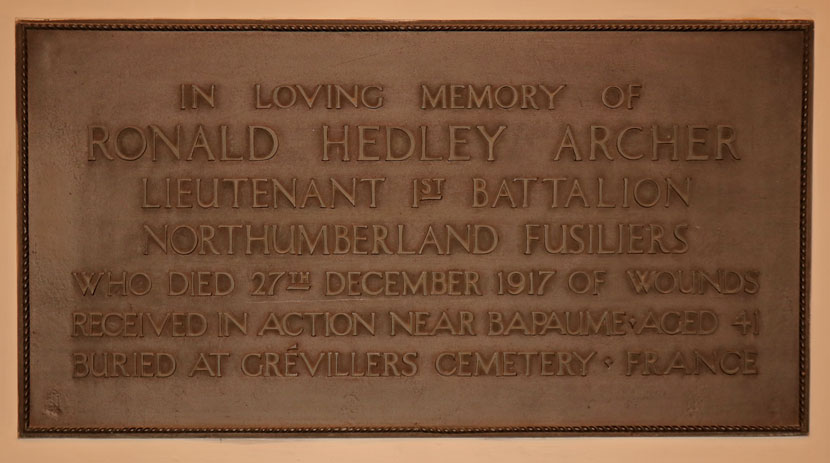 IN LOVING MEMORY OF
RONALD HEDLEY ARCHER
LIEUTENANT 1ST BATTALION
NORTHUMBERLAND FUSILIERS
WHO DIED 27TH DECEMBER 1917 OF WOUNDS
RECEIVED IN ACTION NEAR BAPAUME · AGED 41
BURIED AT GRÉVILLERS CEMETERY · FRANCE